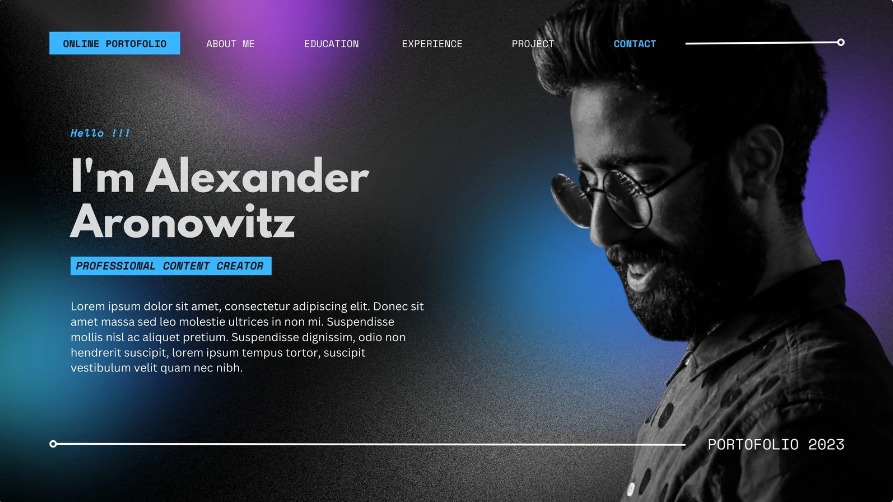 ONLINE PORTOFOLIO ABOUT ME EDUCATION EXPERIENCE PROJECT CONTACT
Hello !!!
I'm Alexander
Aronowitz
PROFESSIONAL CONTENT CREATOR
Lorem ipsum dolor sit amet, consectetur adipiscing elit. Donec sit
amet massa sed leo molestie ultrices in non mi. Suspendisse
mollis nisl ac aliquet pretium. Suspendisse dignissim, odio non
hendrerit suscipit, lorem ipsum tempus tortor, suscipit
vestibulum velit quam nec nibh.
PORTOFOLIO 2023